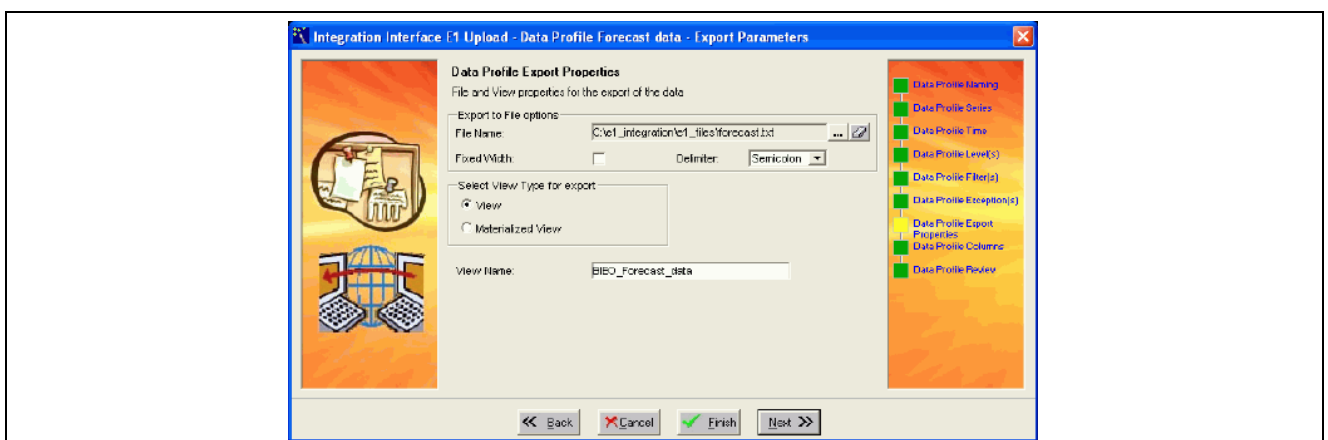 Integration Interface E1 Upload - Data Profile Forecast data - Export Parameters
Data Profile Export Properties
File and View properties for the export of the data
Export to File options
File Name: C:\e1_integration\e1_files\forecast.txt ...
Fixed Width: Delimiter: Semicolon
Select View Type for export
View
Materialized View
View Name: BIEO_Forecast_data
Data Profile Naming
Data Profile Series
Data Profile Time
Data Profile Level(s)
Data Profile Filter(s)
Data Profile Exception(s)
Data Profile Export
Properties
Data Profile Columns
Data Profile Review
Back Cancel Finish Next